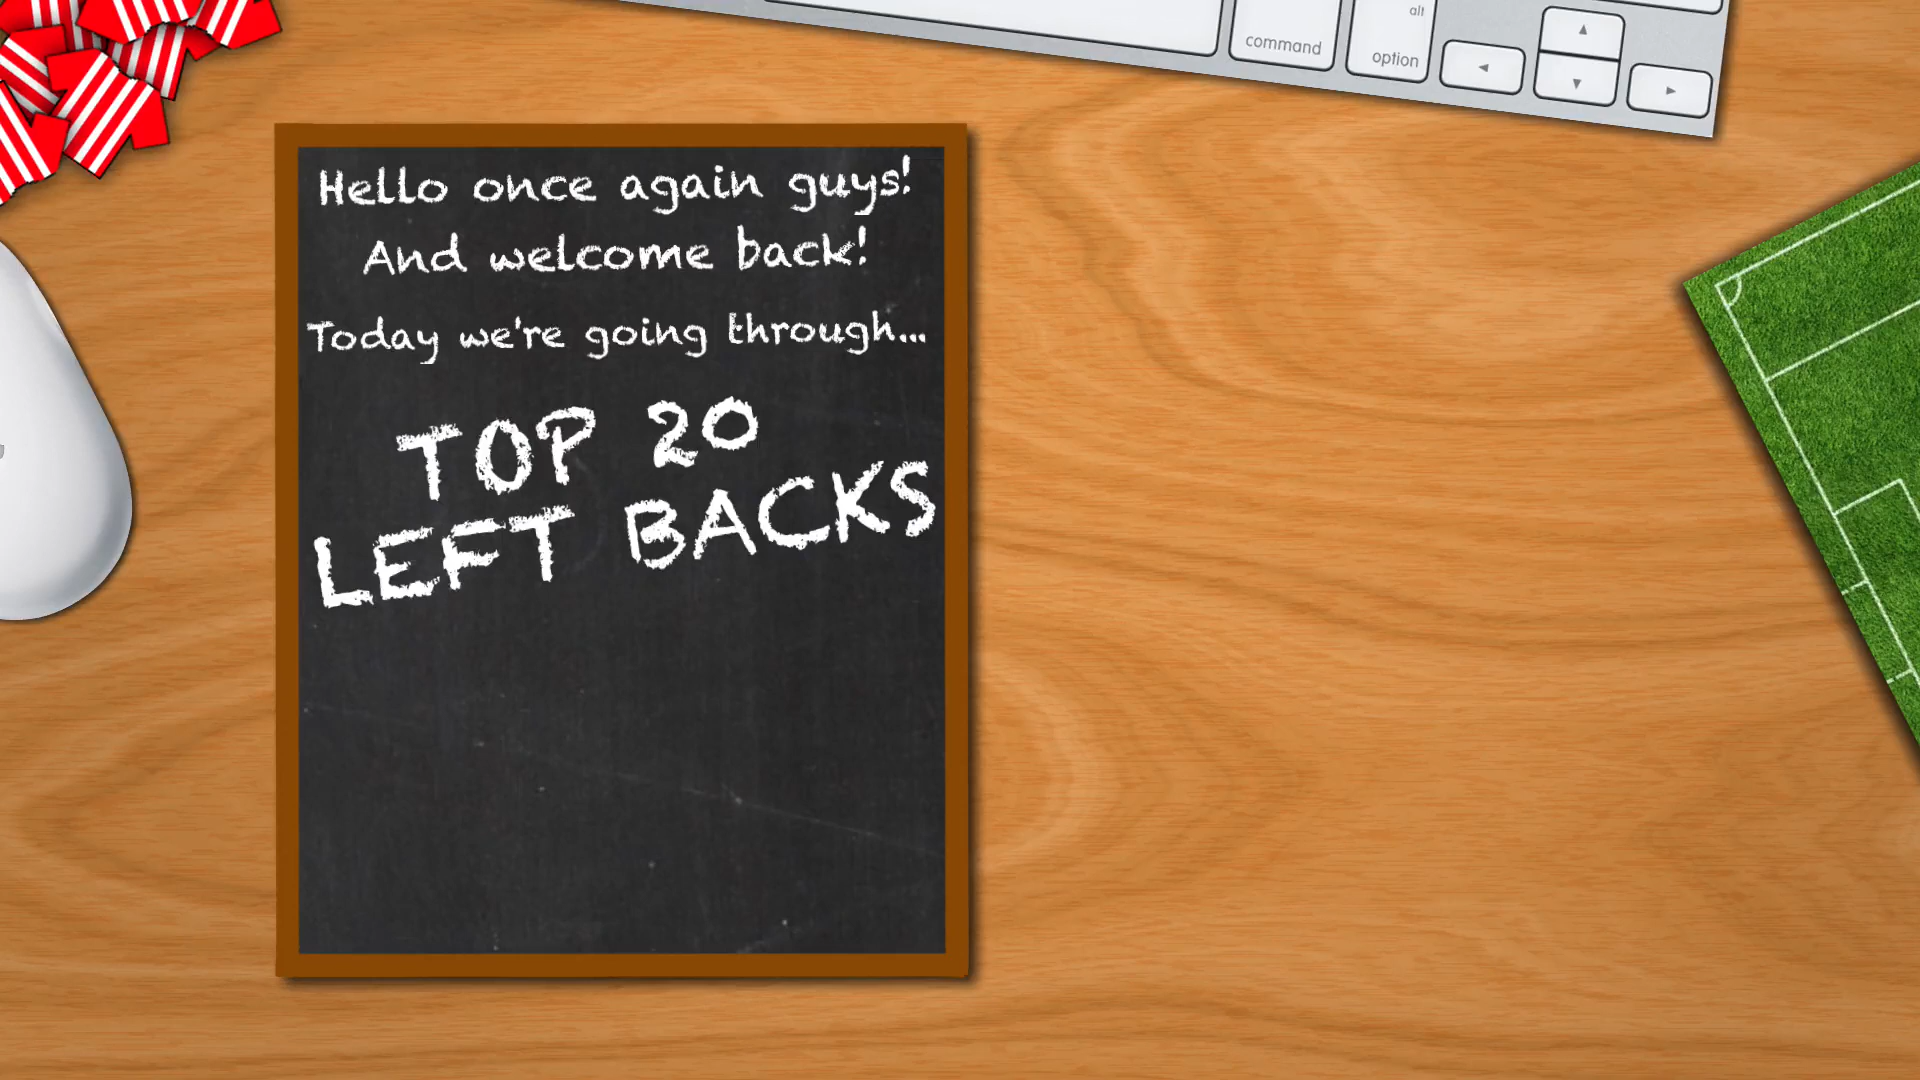 alt
command
option
Hello once again guys!
And welcome back!
Today we're going through...
TOP 20
LEFT BACKS